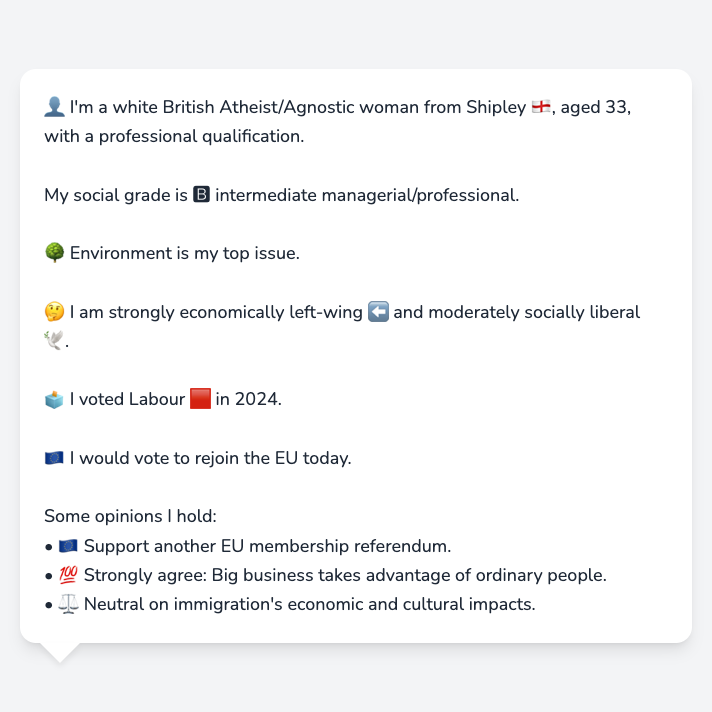 👤 I'm a white British Atheist/Agnostic woman from Shipley 🏴󠁧󠁢󠁥󠁮󠁧󠁿, aged 33,
with a professional qualification.
My social grade is 🅱 intermediate managerial/professional.
🌳 Environment is my top issue.
🤔 I am strongly economically left-wing ⬅️ and moderately socially liberal
🕊️.
🗳️ I voted Labour 🟥 in 2024.
🇪🇺 I would vote to rejoin the EU today.
Some opinions I hold:
• 🇪🇺 Support another EU membership referendum.
• 💯 Strongly agree: Big business takes advantage of ordinary people.
• ⚖️ Neutral on immigration's economic and cultural impacts.